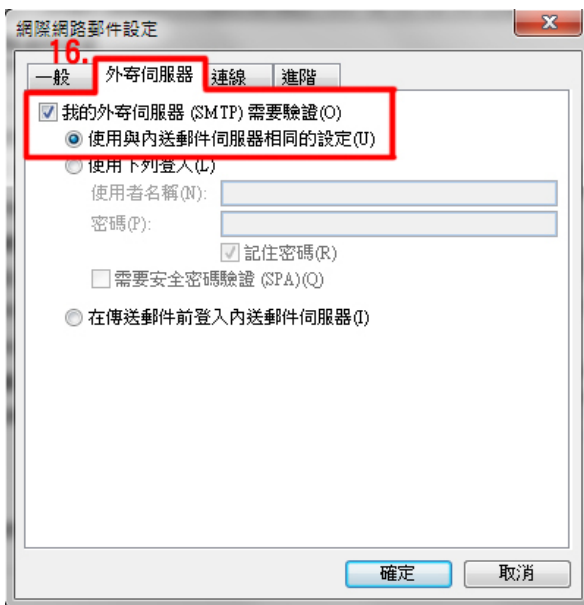 網際網路郵件設定
16.
一般 外寄伺服器 連線 進階
我的外寄伺服器 (SMTP) 需要驗證(O)
使用與內送郵件伺服器相同的設定(U)
使用下列登入(L)
使用者名稱(N):
密碼(P):
記住密碼(R)
需要安全密碼驗證 (SPA)(Q)
在傳送郵件前登入內送郵件伺服器(I)
確定 取消